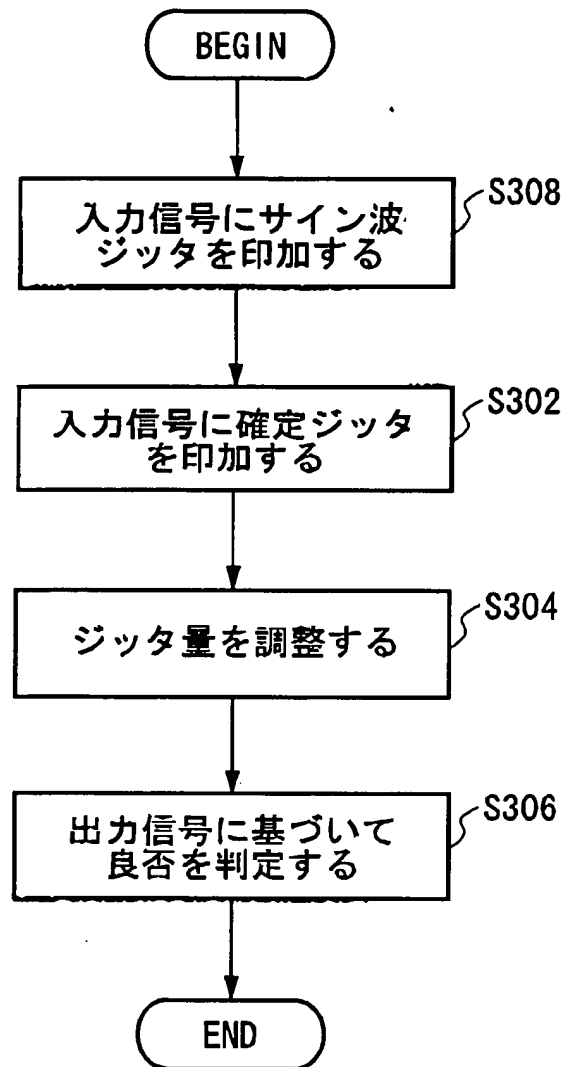 BEGIN
入力信号にサイン波
ジッタを印加する
S308
入力信号に確定ジッタ
を印加する
S302
ジッタ量を調整する
S304
出力信号に基づいて
良否を判定する
S306
END